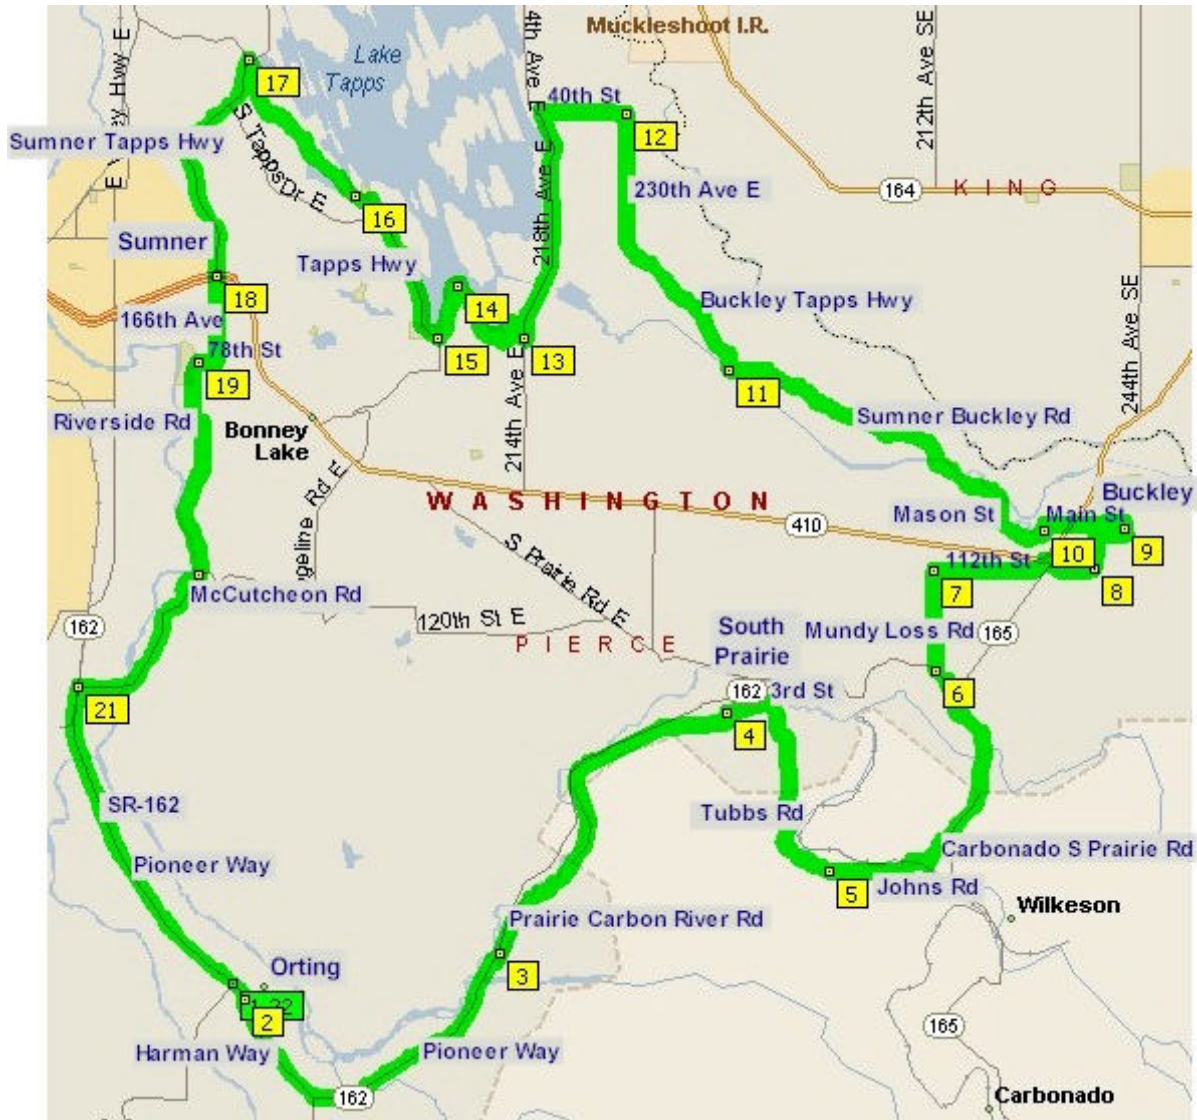 Muckleshoot I.R.
Lake
Tapps
4th Ave E
212th Ave SE
17
40th St
12
S. Tapps Dr E
Sumner Tapps Hwy
E
164
K I N G
230th Ave E
16
218th Ave E
Sumner
Tapps Hwy
18
14
Buckley Tapps Hwy
244th Ave SE
166th Ave
78th St
15
13
19
11
214th Ave E
Riverside Rd
Bonney
Lake
Sumner Buckley Rd
W A S H I N G T O N
410
Mason St
Main St
Buckley
10
9
geline Rd E
S. Prairie Rd E
112th St
7
8
McCutcheon Rd
120th St E
162
P I E R C E
South
Prairie
Mundy Loss Rd
165
162
3rd St
6
21
4
SR-162
Tubbs Rd
Carbonado S Prairie Rd
Pioneer Way
5
Johns Rd
Wilkeson
Prairie Carbon River Rd
3
Orting
2
165
Harman Way
Pioneer Way
162
Carbonado